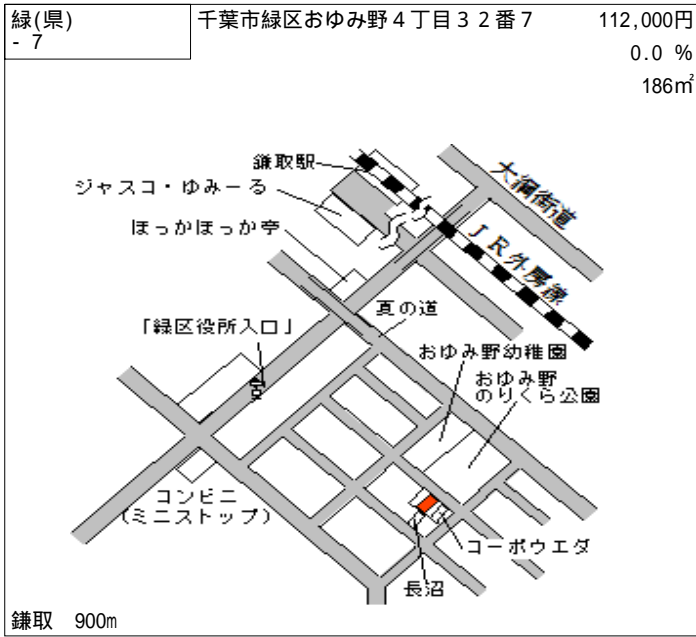 緑(県)
- 7
千葉市緑区おゆみ野４丁目３２番７
112,000円
0.0 %
186㎡
鎌取駅
大網街道
ジャスコ・ゆみーる
ほっかほっか亭
ＪＲ外房線
夏の道
「緑区役所入口」
おゆみ野幼稚園
おゆみ野
のりくら公園
コンビニ
（ミニストップ）
コーポウエダ
長沼
鎌取 900m